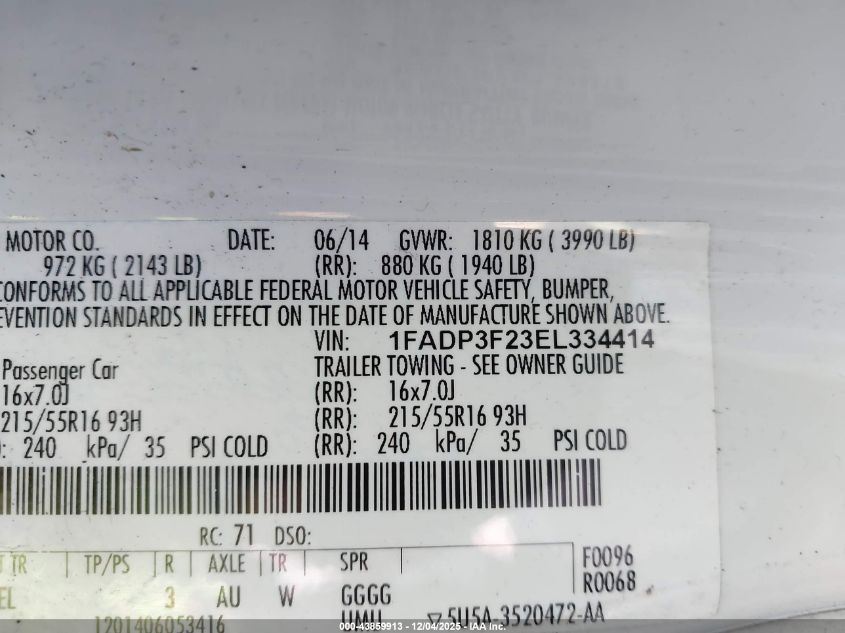 MOTOR CO. DATE: 06/14 GVWR: 1810 KG ( 3990 LB)
972 KG ( 2143 LB) (RR): 880 KG ( 1940 LB)
CONFORMS TO ALL APPLICABLE FEDERAL MOTOR VEHICLE SAFETY, BUMPER,
EVENTION STANDARDS IN EFFECT ON THE DATE OF MANUFACTURE SHOWN ABOVE.
VIN: 1FADP3F23EL334414
Passenger Car TRAILER TOWING - SEE OWNER GUIDE
16x7.0J (RR): 16x7.0J
215/55R16 93H (RR): 215/55R16 93H
): 240 kPa/ 35 PSI COLD (RR): 240 kPa/ 35 PSI COLD
RC: 71 DSO:
TR TP/PS R AXLE TR SPR F0096
EL 3 AU W GGGG R0068
1201406053416 UMU ▽5U5A-3520472-AA
000-43859913 - 12/04/2025 - IAA Inc.